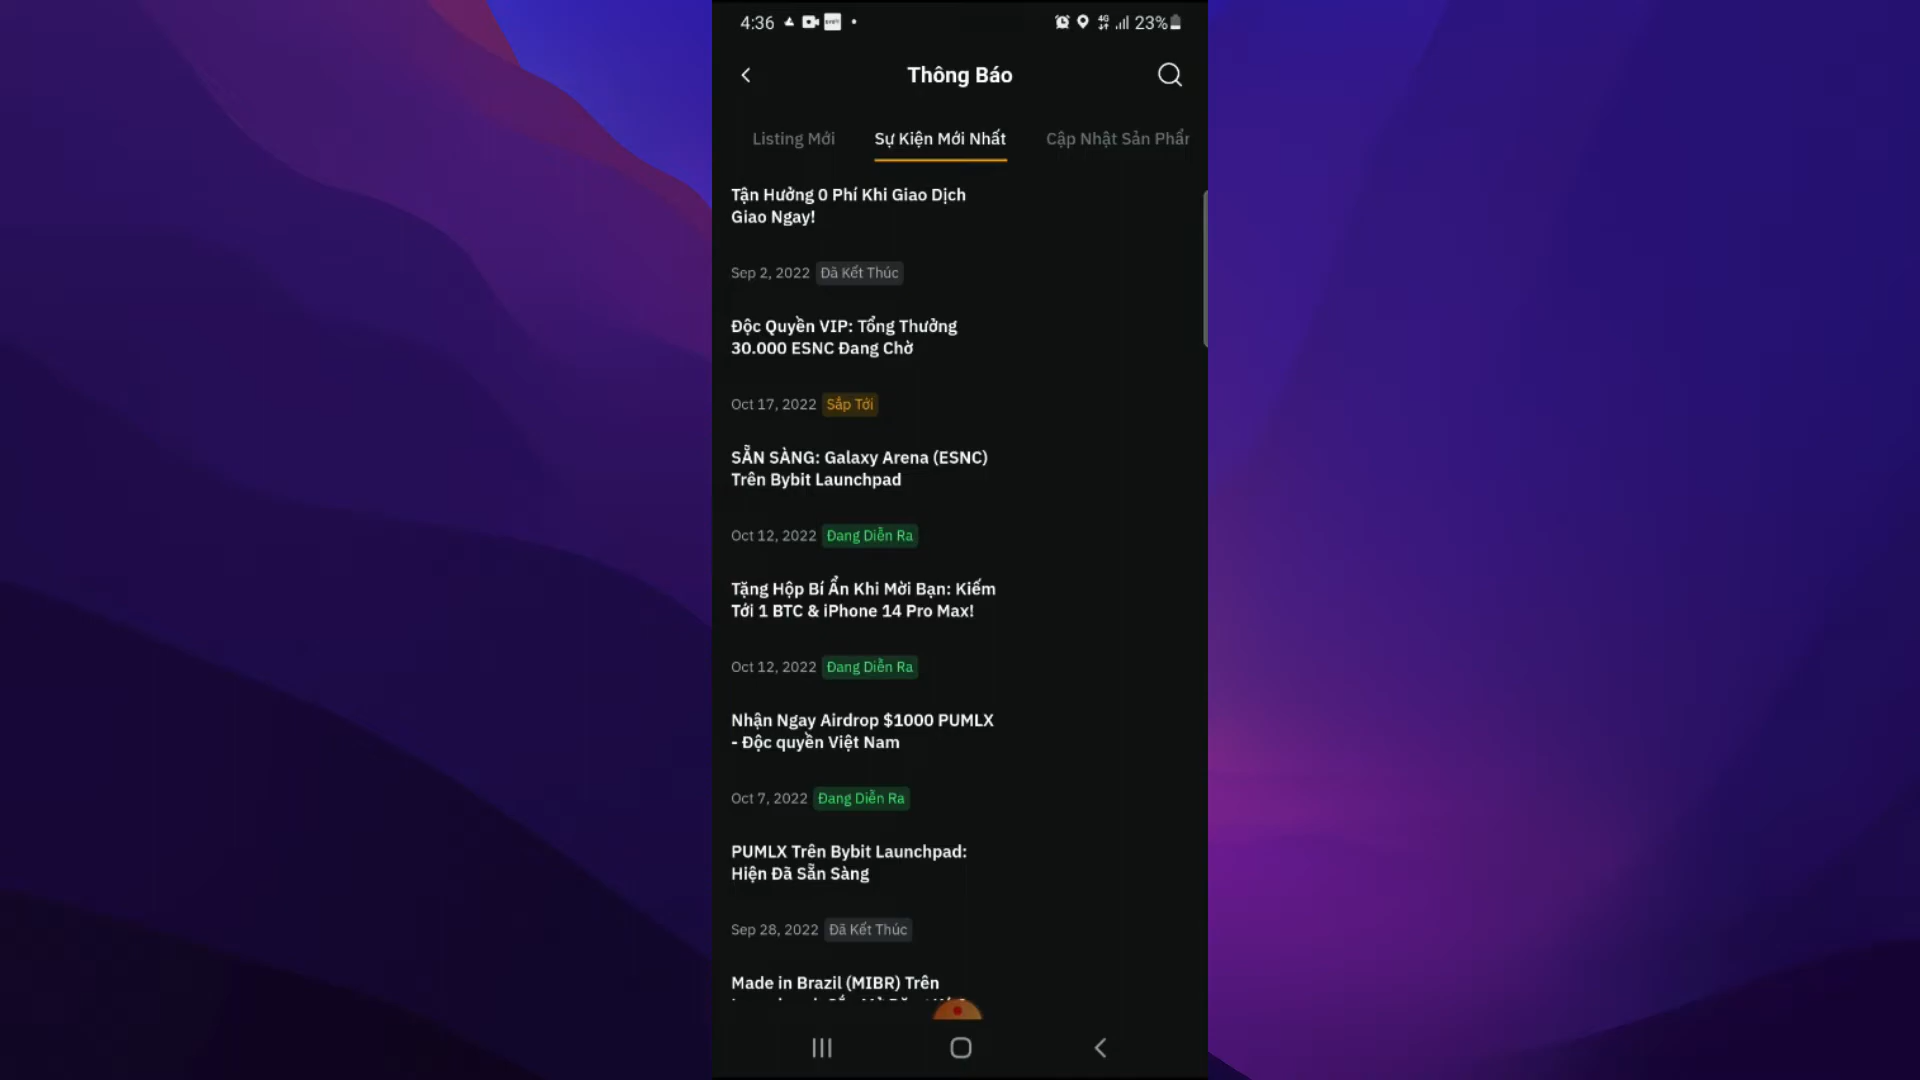 4:36
4G 23%
Thông Báo
Listing Mới Sự Kiện Mới Nhất Cập Nhật Sản
Tận Hưởng 0 Phí Khi Giao Dịch
Giao Ngay!
Sep 2, 2022 Đã Kết Thúc
Độc Quyền VIP: Tổng Thưởng
30.000 ESNC Đang Chờ
Oct 17, 2022 Sắp Tới
SẴN SÀNG: Galaxy Arena (ESNC)
Trên Bybit Launchpad
Oct 12, 2022 Đang Diễn Ra
Tặng Hộp Bí Ẩn Khi Mời Bạn: Kiếm
Tới 1 BTC & iPhone 14 Pro Max!
Oct 12, 2022 Đang Diễn Ra
Nhận Ngay Airdrop $1000 PUMLX
- Độc quyền Việt Nam
Oct 7, 2022 Đang Diễn Ra
PUMLX Trên Bybit Launchpad:
Hiện Đã Sẵn Sàng
Sep 28, 2022 Đã Kết Thúc
Made in Brazil (MIBR) Trên